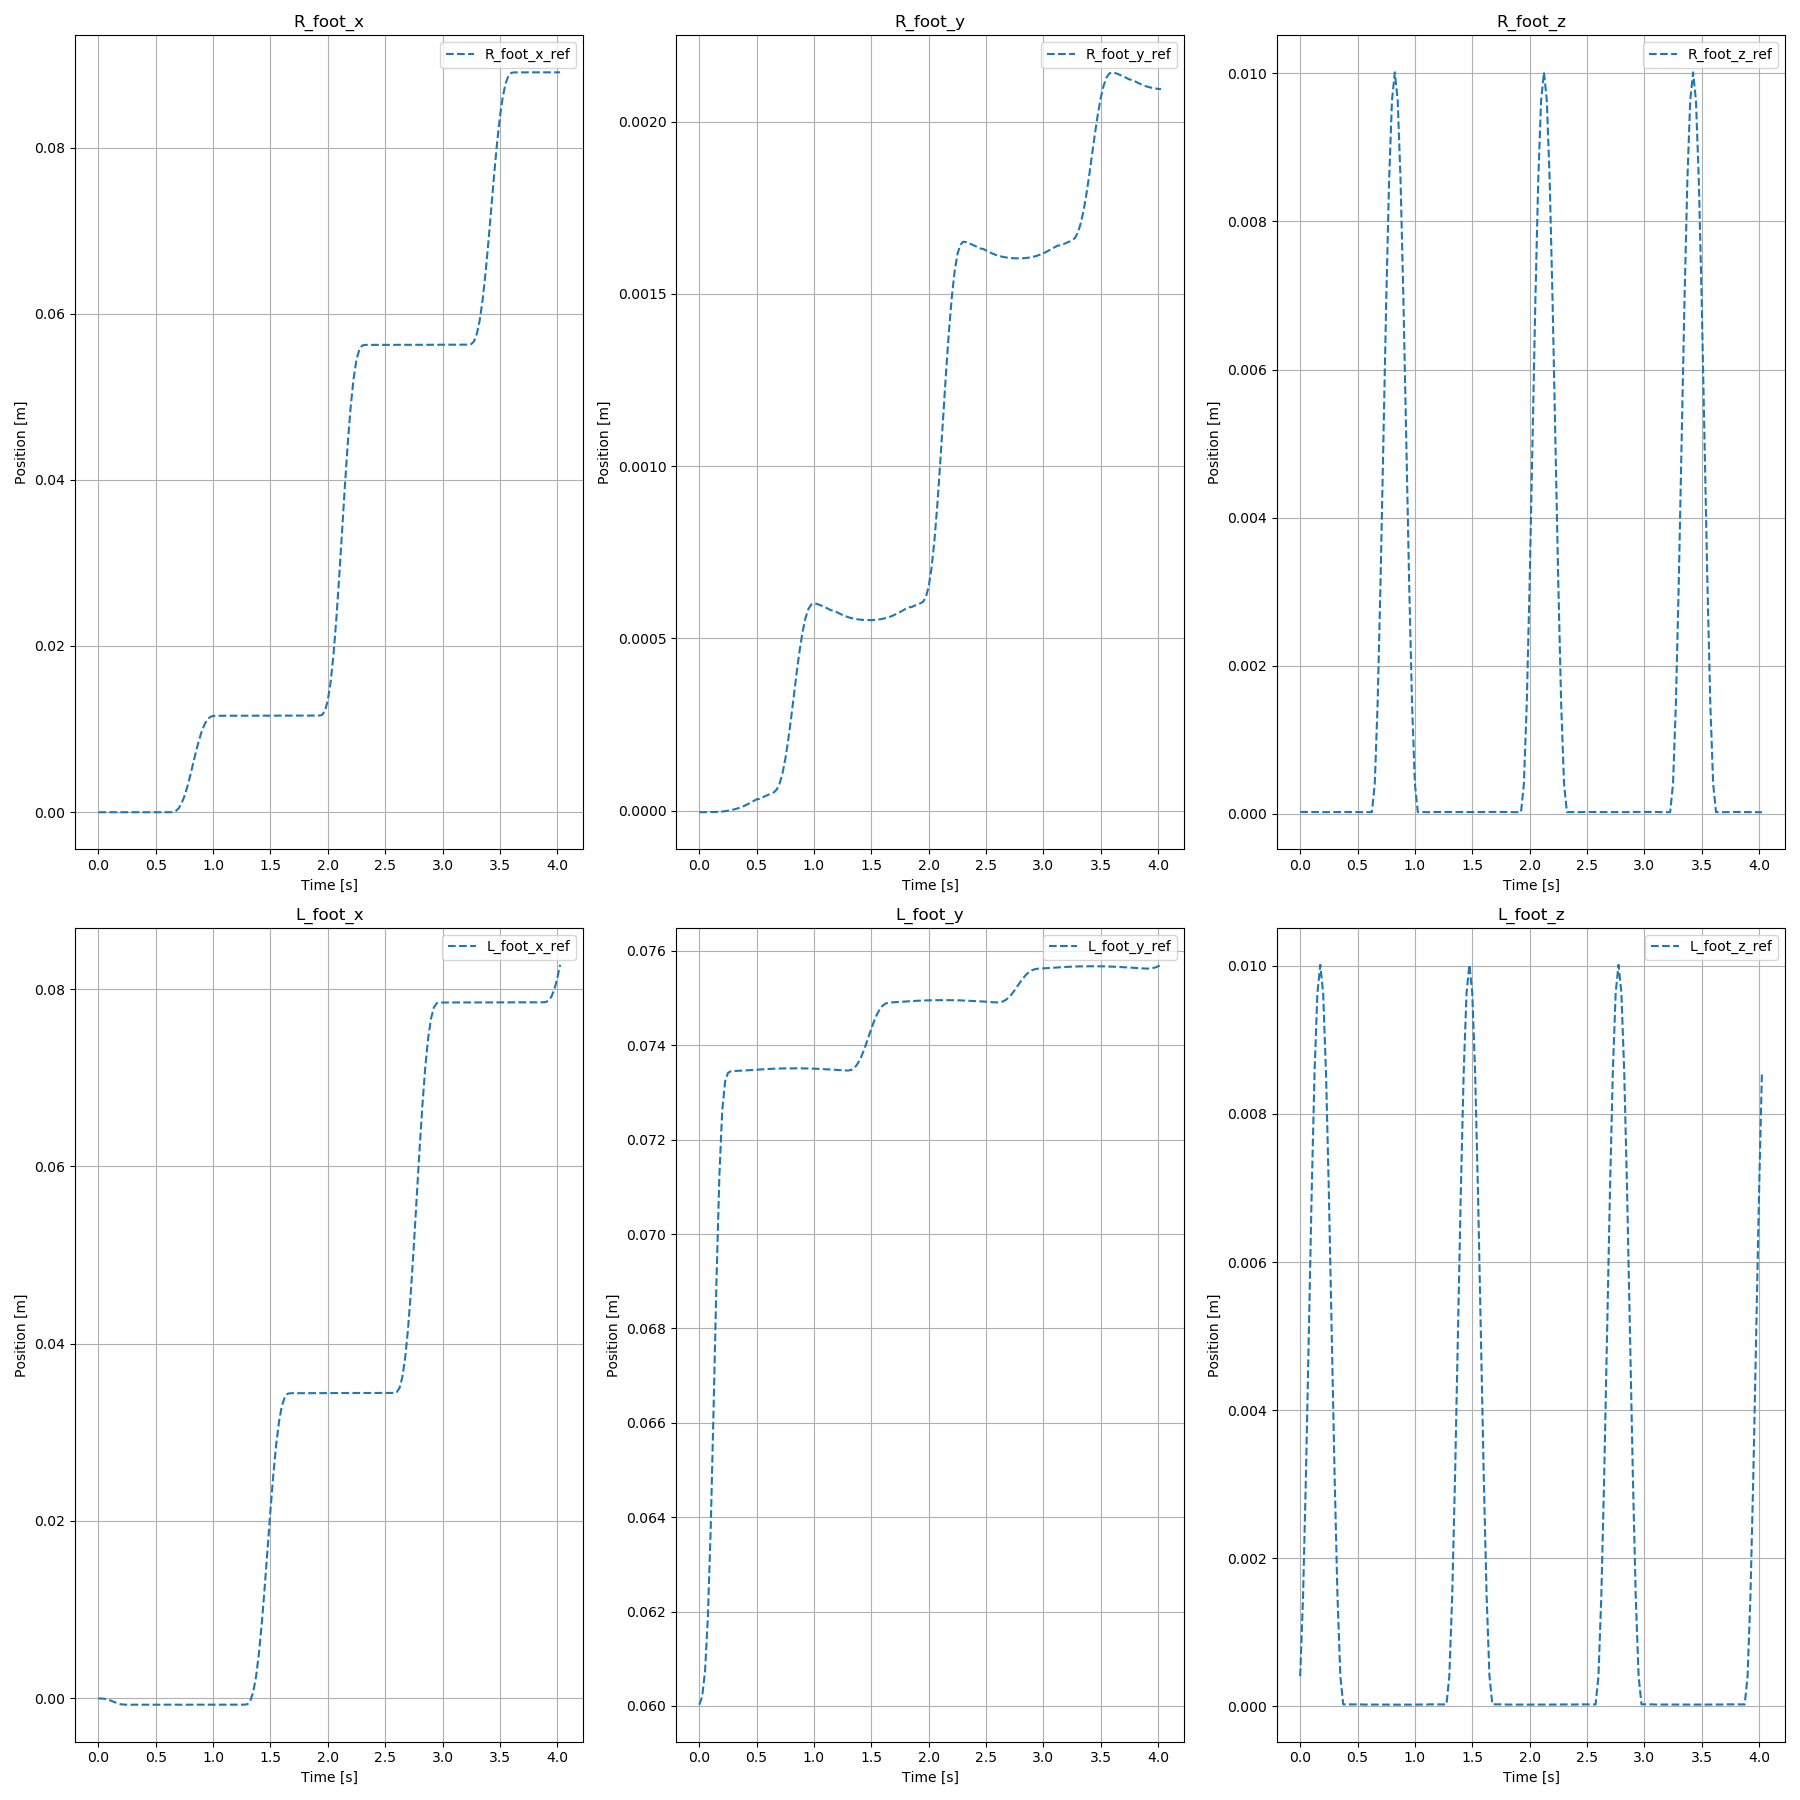 R_foot_x
R_foot_x_ref
Position [m]
0.08
0.06
0.04
0.02
0.00
0.0 0.5 1.0 1.5 2.0 2.5 3.0 3.5 4.0
Time [s]
R_foot_y
R_foot_y_ref
Position [m]
0.0020
0.0015
0.0010
0.0005
0.0000
0.0 0.5 1.0 1.5 2.0 2.5 3.0 3.5 4.0
Time [s]
R_foot_z
R_foot_z_ref
Position [m]
0.010
0.008
0.006
0.004
0.002
0.000
0.0 0.5 1.0 1.5 2.0 2.5 3.0 3.5 4.0
Time [s]
L_foot_x
L_foot_x_ref
Position [m]
0.08
0.06
0.04
0.02
0.00
0.0 0.5 1.0 1.5 2.0 2.5 3.0 3.5 4.0
Time [s]
L_foot_y
L_foot_y_ref
Position [m]
0.076
0.074
0.072
0.070
0.068
0.066
0.064
0.062
0.060
0.0 0.5 1.0 1.5 2.0 2.5 3.0 3.5 4.0
Time [s]
L_foot_z
L_foot_z_ref
Position [m]
0.010
0.008
0.006
0.004
0.002
0.000
0.0 0.5 1.0 1.5 2.0 2.5 3.0 3.5 4.0
Time [s]